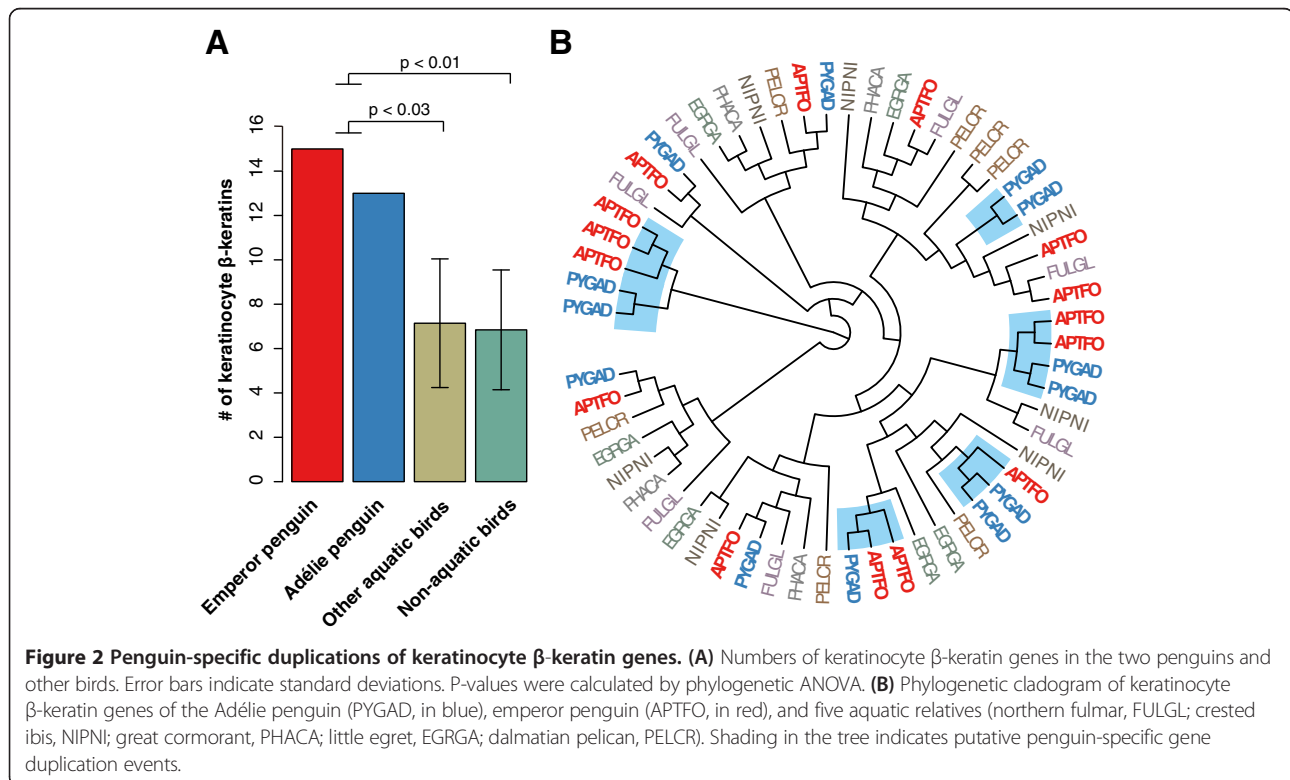 A
B
p < 0.01
p < 0.03
16
14
12
10
8
6
4
2
0
# of keratinocyte β-keratins
Emperor penguin
Adélie penguin
Other aquatic birds
Non-aquatic birds
NIPNI
PHACA
EGRGA
APTFO
FULGL
PELCR
PELCR
PELCR
PYGAD
PYGAD
NIPNI
APTFO
FULGL
APTFO
APTFO
APTFO
PYGAD
PYGAD
NIPNI
FULGL
NIPNI
APTFO
PYGAD
PYGAD
PELCR
EGRGA
EGRGA
APTFO
APTFO
PYGAD
PELCR
PHACA
FULGL
PYGAD
APTFO
NIPNI
EGRGA
FULGL
PHACA
NIPNI
EGRGA
PELCR
APTFO
PYGAD
PYGAD
PYGAD
APTFO
APTFO
APTFO
FULGL
APTFO
PYGAD
FULGL
EGRGA
PHACA
NIPNI
PELCR
APTFO
PYGAD
Figure 2 Penguin-specific duplications of keratinocyte β-keratin genes. (A) Numbers of keratinocyte β-keratin genes in the two penguins and
other birds. Error bars indicate standard deviations. P-values were calculated by phylogenetic ANOVA. (B) Phylogenetic cladogram of keratinocyte
β-keratin genes of the Adélie penguin (PYGAD, in blue), emperor penguin (APTFO, in red), and five aquatic relatives (northern fulmar, FULGL; crested
ibis, NIPNI; great cormorant, PHACA; little egret, EGRGA; dalmatian pelican, PELCR). Shading in the tree indicates putative penguin-specific gene
duplication events.